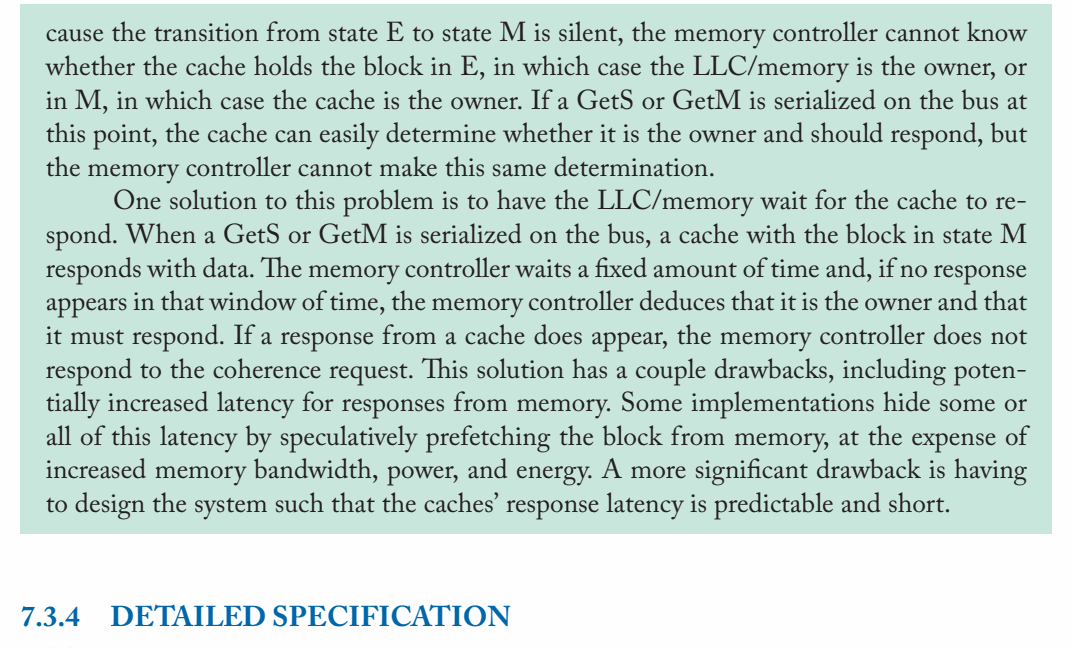 cause the transition from state E to state M is silent, the memory controller cannot know
whether the cache holds the block in E, in which case the LLC/memory is the owner, or
in M, in which case the cache is the owner. If a GetS or GetM is serialized on the bus at
this point, the cache can easily determine whether it is the owner and should respond, but
the memory controller cannot make this same determination.
One solution to this problem is to have the LLC/memory wait for the cache to re-
spond. When a GetS or GetM is serialized on the bus, a cache with the block in state M
responds with data. The memory controller waits a fixed amount of time and, if no response
appears in that window of time, the memory controller deduces that it is the owner and that
it must respond. If a response from a cache does appear, the memory controller does not
respond to the coherence request. This solution has a couple drawbacks, including poten-
tially increased latency for responses from memory. Some implementations hide some or
all of this latency by speculatively prefetching the block from memory, at the expense of
increased memory bandwidth, power, and energy. A more significant drawback is having
to design the system such that the caches’ response latency is predictable and short.
7.3.4 DETAILED SPECIFICATION